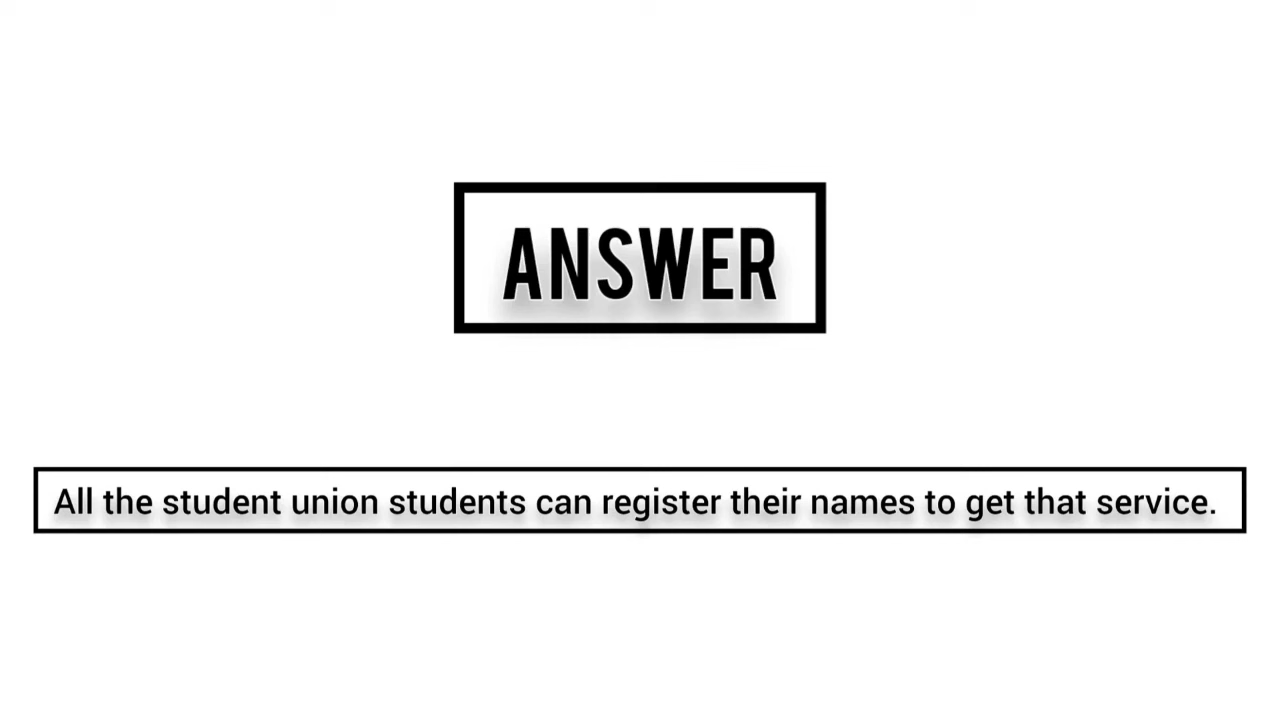 ANSWER
All the student union students can register their names to get that service.